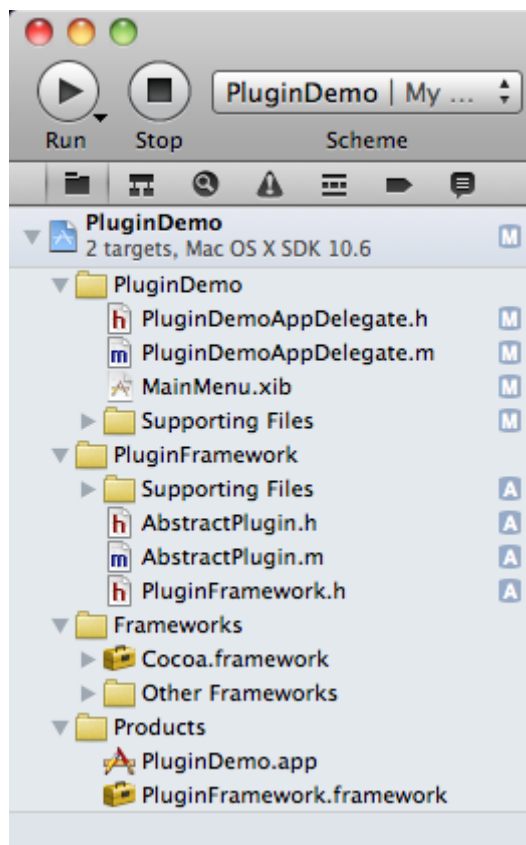 PluginDemo | My ...
Run Stop Scheme
PluginDemo
2 targets, Mac OS X SDK 10.6 M
PluginDemo
h PluginDemoAppDelegate.h M
m PluginDemoAppDelegate.m M
MainMenu.xib M
Supporting Files M
PluginFramework
Supporting Files A
h AbstractPlugin.h A
m AbstractPlugin.m A
h PluginFramework.h A
Frameworks
Cocoa.framework
Other Frameworks
Products
PluginDemo.app
PluginFramework.framework